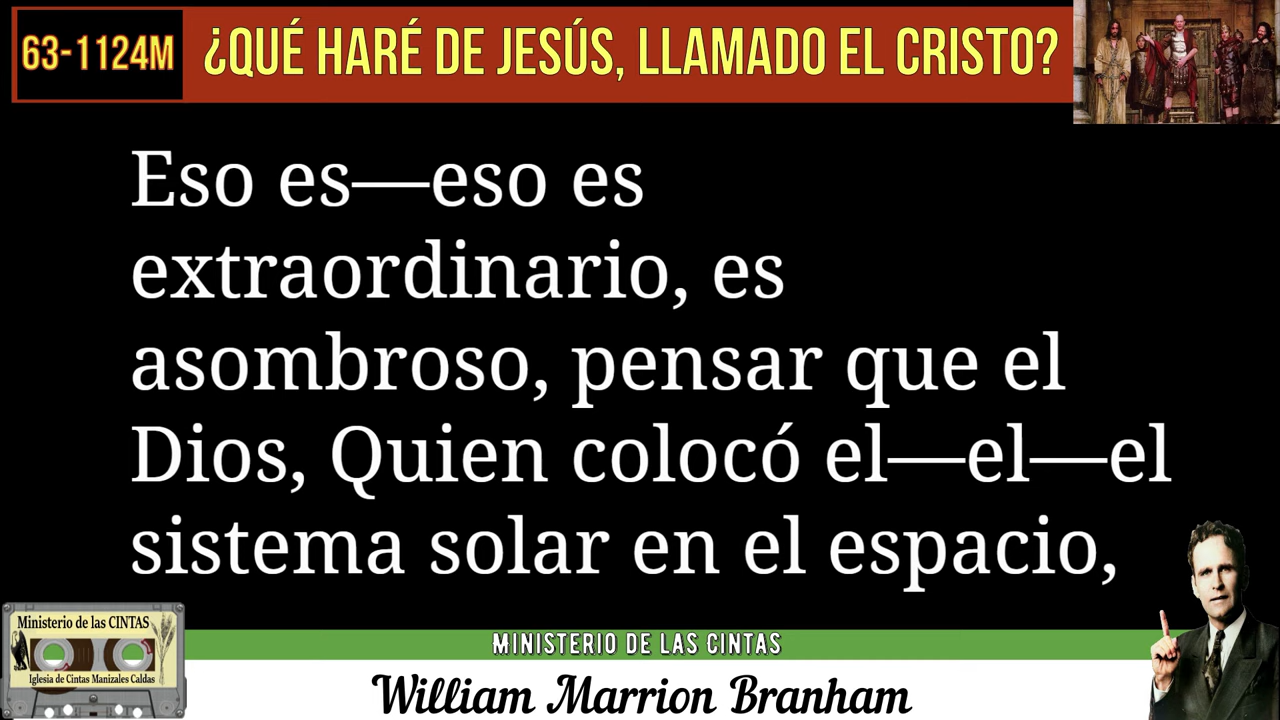 63-1124M
¿QUÉ HARÉ DE JESÚS, LLAMADO EL CRISTO?
Eso es—eso es
extraordinario, es
asombroso, pensar que el
Dios, Quien colocó el—el—el
sistema solar en el espacio,
Ministerio de las CINTAS
Iglesia de Cintas Manizales Caldas
MINISTERIO DE LAS CINTAS
William Marrion Branham